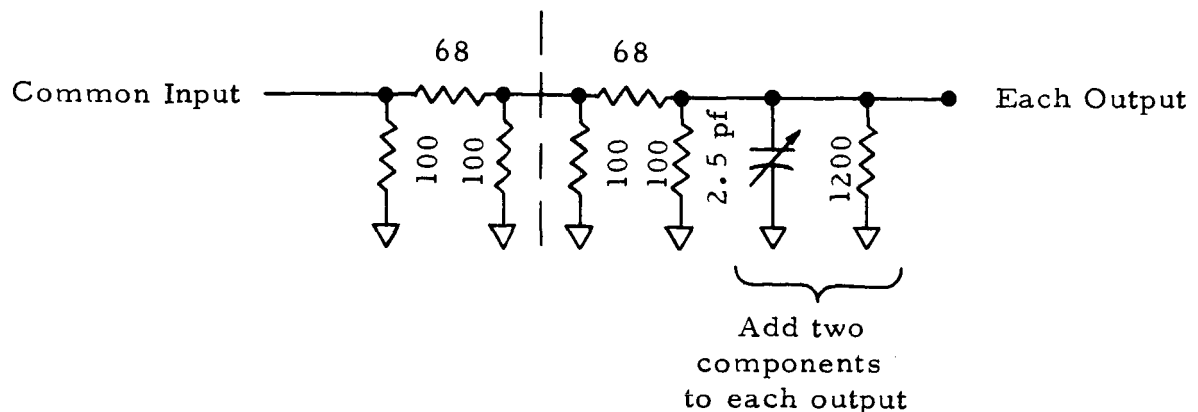 68
68
Common Input
Each Output
100
100
100
100
2.5 pf
1200
Add two
components
to each output